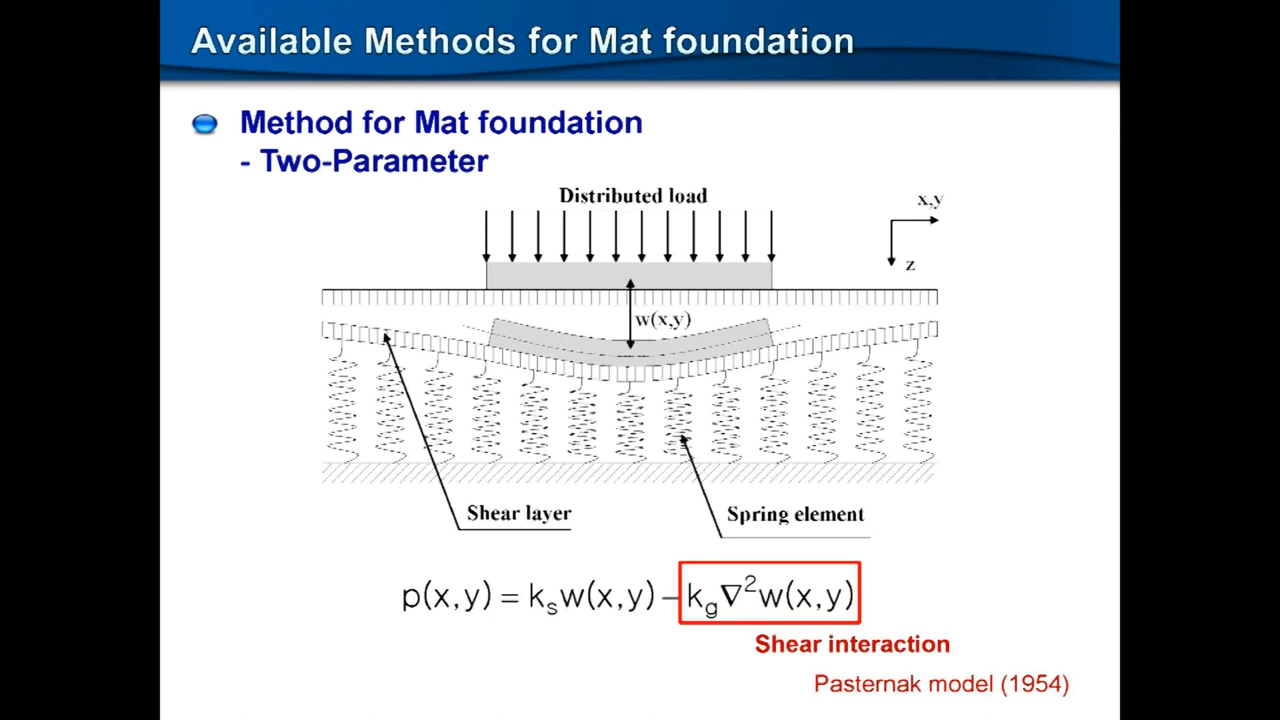 Available Methods for Mat foundation
Method for Mat foundation
- Two-Parameter
Distributed load
x,y
z
w(x,y)
Shear layer
Spring element
p(x,y) = kₛw(x,y) – k_g∇²w(x,y)
Shear interaction
Pasternak model (1954)